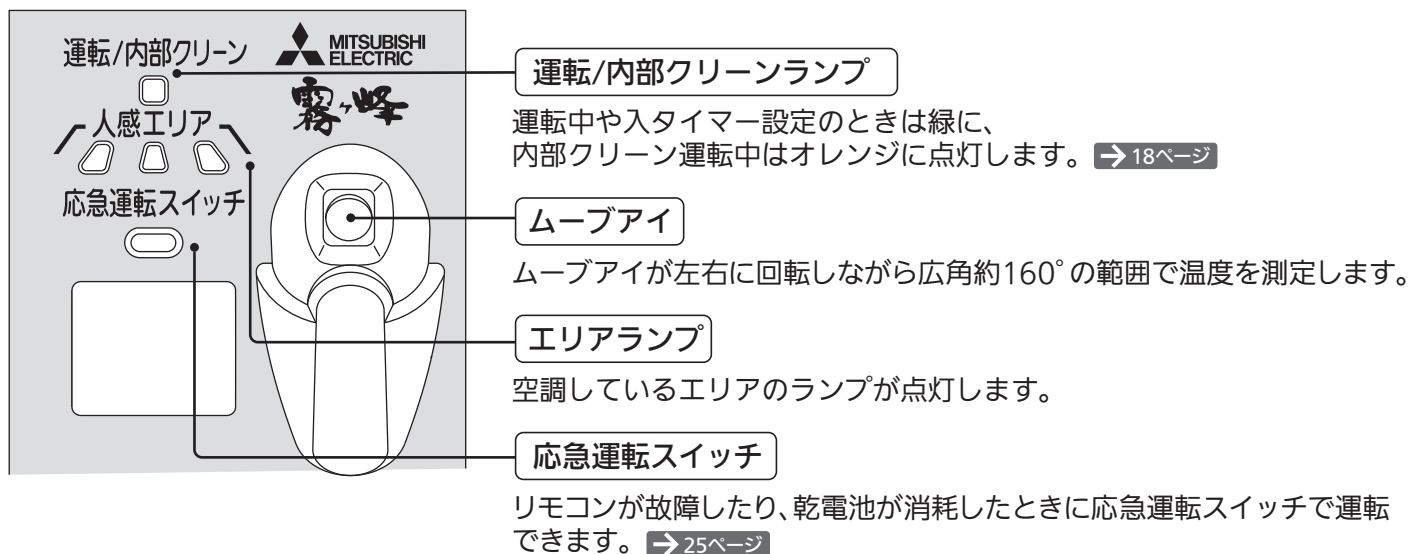 運転/内部クリーン
MITSUBISHI
ELECTRIC
霧ヶ峰
人感エリア
応急運転スイッチ
運転/内部クリーンランプ
運転中や入タイマー設定のときは緑に、
内部クリーン運転中はオレンジに点灯します。→18ページ
ムーブアイ
ムーブアイが左右に回転しながら広角約160°の範囲で温度を測定します。
エリアランプ
空調しているエリアのランプが点灯します。
応急運転スイッチ
リモコンが故障したり、乾電池が消耗したときに応急運転スイッチで運転
できます。→25ページ